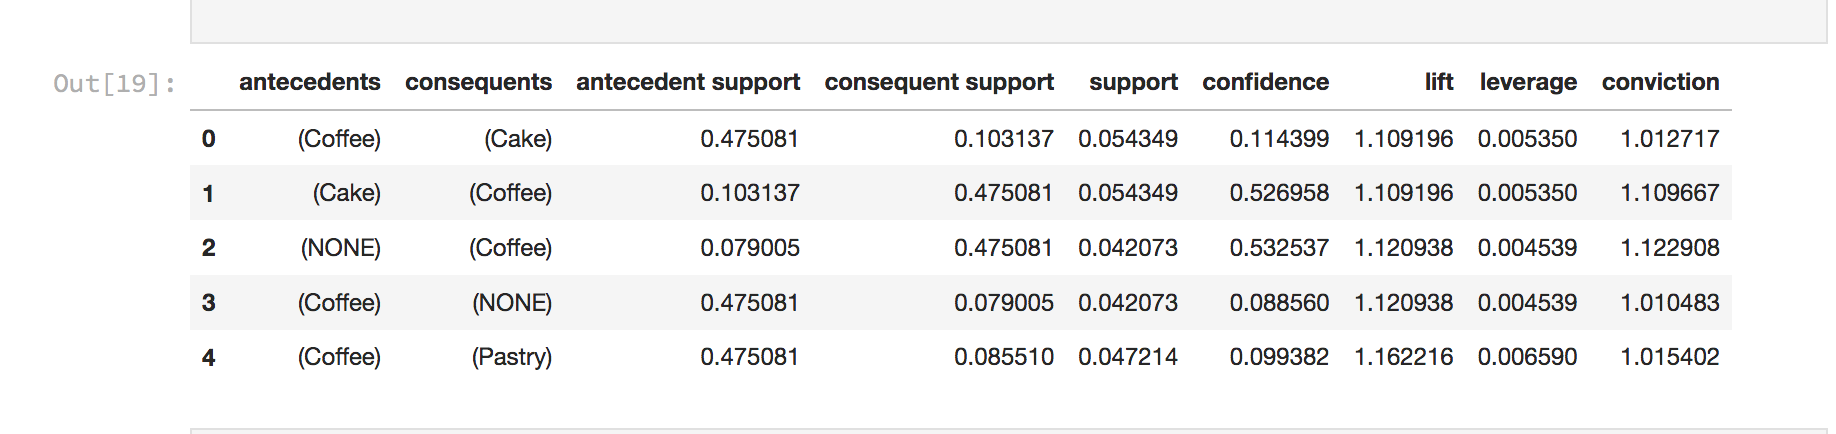 Out[19]: antecedents consequents antecedent support consequent support support confidence lift leverage conviction
0 (Coffee) (Cake) 0.475081 0.103137 0.054349 0.114399 1.109196 0.005350 1.012717
1 (Cake) (Coffee) 0.103137 0.475081 0.054349 0.526958 1.109196 0.005350 1.109667
2 (NONE) (Coffee) 0.079005 0.475081 0.042073 0.532537 1.120938 0.004539 1.122908
3 (Coffee) (NONE) 0.475081 0.079005 0.042073 0.088560 1.120938 0.004539 1.010483
4 (Coffee) (Pastry) 0.475081 0.085510 0.047214 0.099382 1.162216 0.006590 1.015402